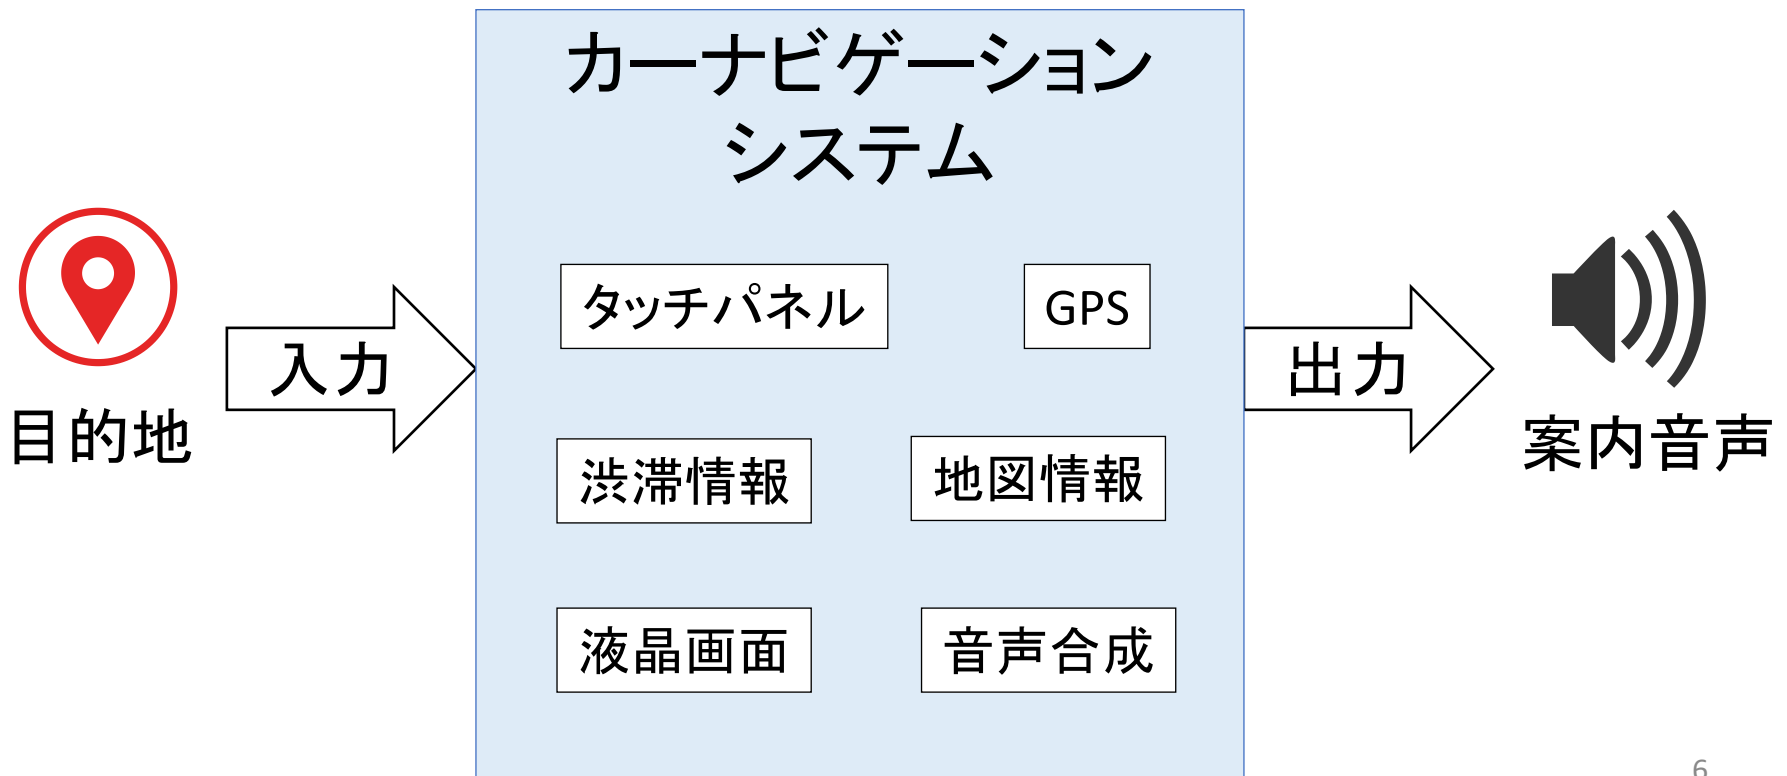 カーナビゲーション
システム
タッチパネル
GPS
入力
出力
目的地
案内音声
渋滞情報
地図情報
液晶画面
音声合成
6